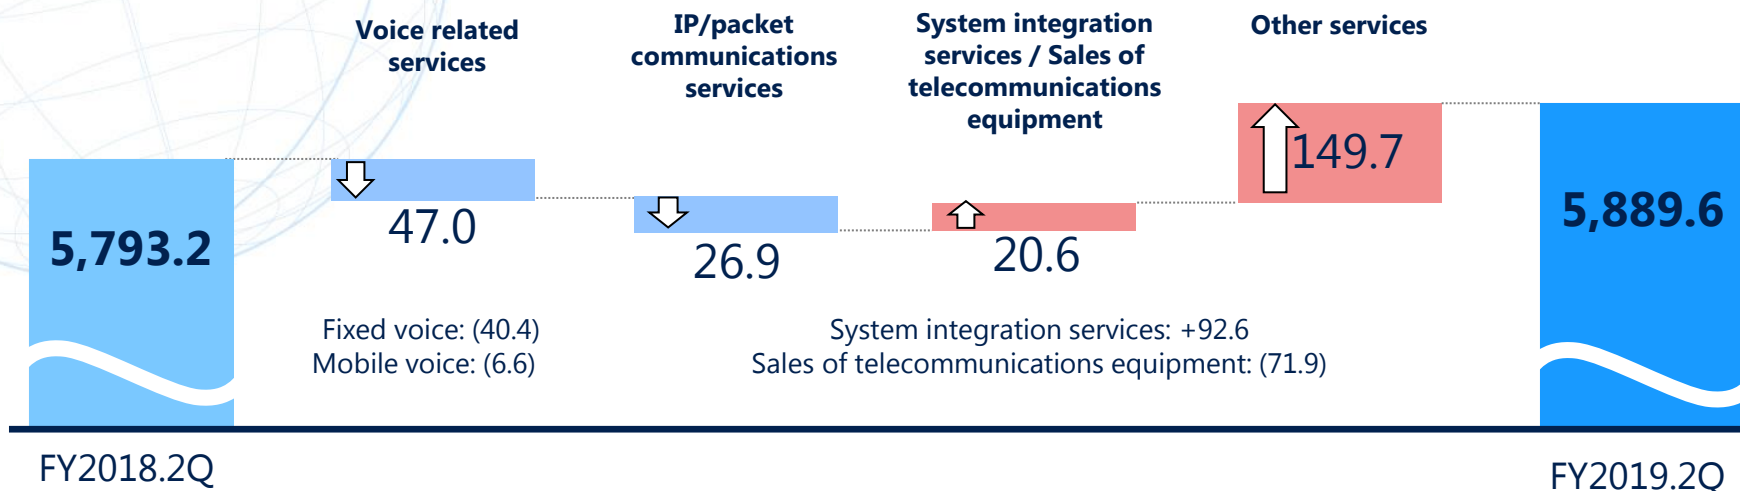 Voice related
services
IP/packet
communications
services
System integration
services / Sales of
telecommunications
equipment
Other services
5,793.2
47.0
26.9
20.6
149.7
5,889.6
Fixed voice: (40.4)
Mobile voice: (6.6)
System integration services: +92.6
Sales of telecommunications equipment: (71.9)
FY2018.2Q
FY2019.2Q